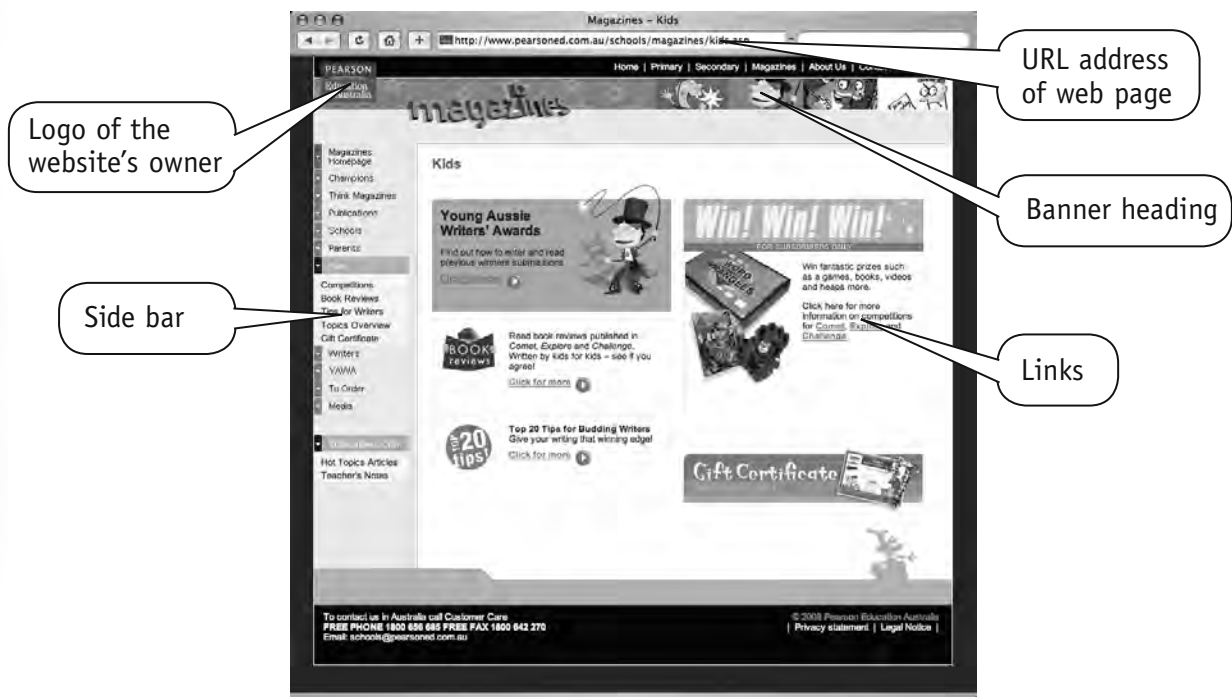 Magazines – Kids
http://www.pearsoned.com.au/schools/magazines/kids.asp
URL address
of web page
PEARSON
Education
Australia
Home | Primary | Secondary | Magazines | About Us |
magazines
Logo of the
website's owner
Banner heading
Magazines
Homepage
Champions
Think Magazines
Publications
Schools
Parents
Competitions
Book Reviews
Tips for Writers
Topics Overview
Gift Certificate
Writers
YAWA
To Order
Media
Hot Topics Articles
Teacher's Notes
Side bar
Kids
Young Aussie
Writers' Awards
Find out how to enter and read
previous winners submissions
BOOK
reviews
Read book reviews published in
Comet, Explore and Challenge.
Written by kids for kids – see if you
agree!
Click for more
TOP
20
tips!
Top 20 Tips for Budding Writers
Give your writing that winning edge!
Click for more
Win! Win! Win!
FOR SUBSCRIBERS ONLY
Win fantastic prizes such
as a games, books, videos
and heaps more.
Click here for more
information on competitions
for Comet, Explore and
Challenge
Links
Gift Certificate
To contact us in Australia call Customer Care
FREE PHONE 1800 656 685 FREE FAX 1800 642 270
Email: schools@pearsoned.com.au
© 2008 Pearson Education Australia
| Privacy statement | Legal Notice |